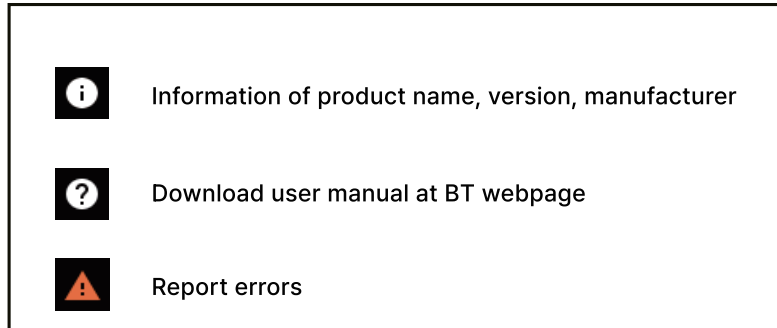 Information of product name, version, manufacturer
Download user manual at BT webpage
Report errors